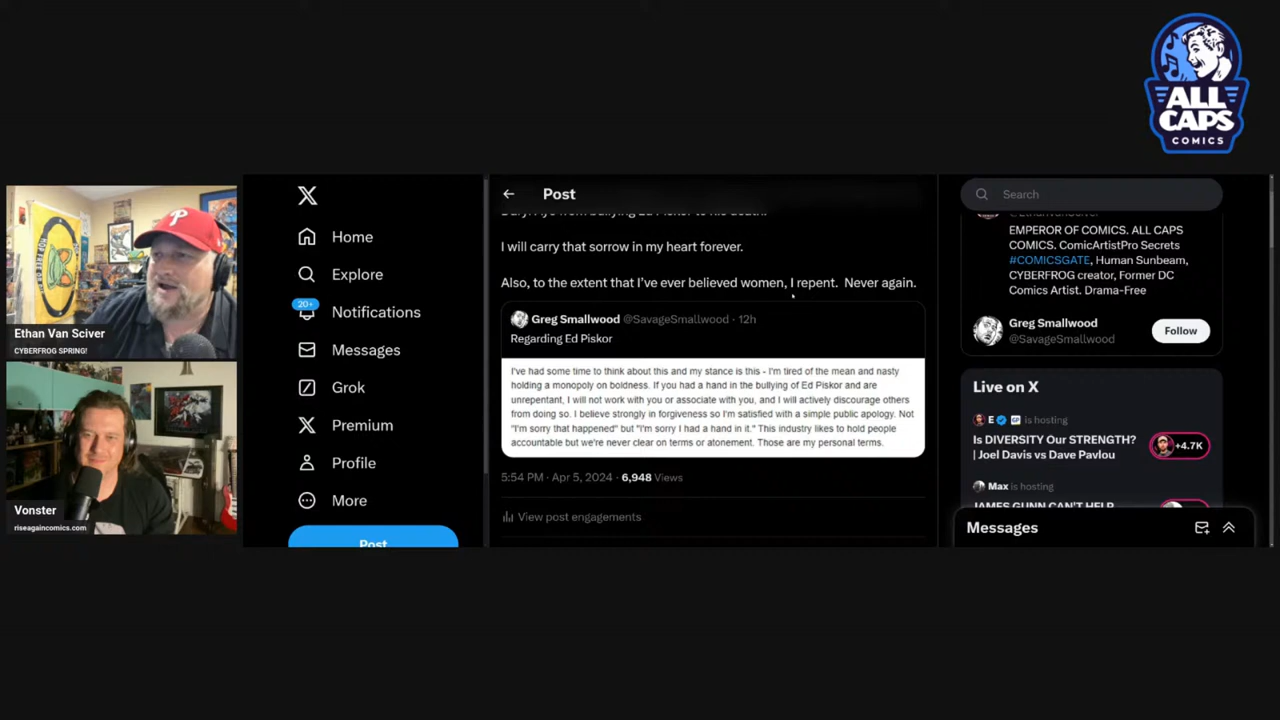 ALL
CAPS
COMICS
P
Ethan Van Sciver
CYBERFROG SPRING!
Vonster
riseagaincomics.com
X
Home
Explore
20+
Notifications
Messages
Grok
Premium
Profile
More
Post
Post
I will carry that sorrow in my heart forever.
Also, to the extent that I've ever believed women, I repent. Never again.
Greg Smallwood @SavageSmallwood · 12h
Regarding Ed Piskor
I've had some time to think about this and my stance is this - I'm tired of the mean and nasty
holding a monopoly on boldness. If you had a hand in the bullying of Ed Piskor and are
unrepentant, I will not work with you or associate with you, and I will actively discourage others
from doing so. I believe strongly in forgiveness so I'm satisfied with a simple public apology. Not
"I'm sorry that happened" but "I'm sorry I had a hand in it." This industry likes to hold people
accountable but we're never clear on terms or atonement. Those are my personal terms.
5:54 PM · Apr 5, 2024 · 6,948 Views
View post engagements
Search
EMPEROR OF COMICS. ALL CAPS
COMICS. ComicArtistPro Secrets
#COMICSGATE, Human Sunbeam,
CYBERFROG creator, Former DC
Comics Artist. Drama-Free
Greg Smallwood
@SavageSmallwood
Follow
Live on X
E is hosting
Is DIVERSITY Our STRENGTH?
| Joel Davis vs Dave Pavlou
+4.7K
Max is hosting
JAMES GUNN CAN'T HELP
Messages